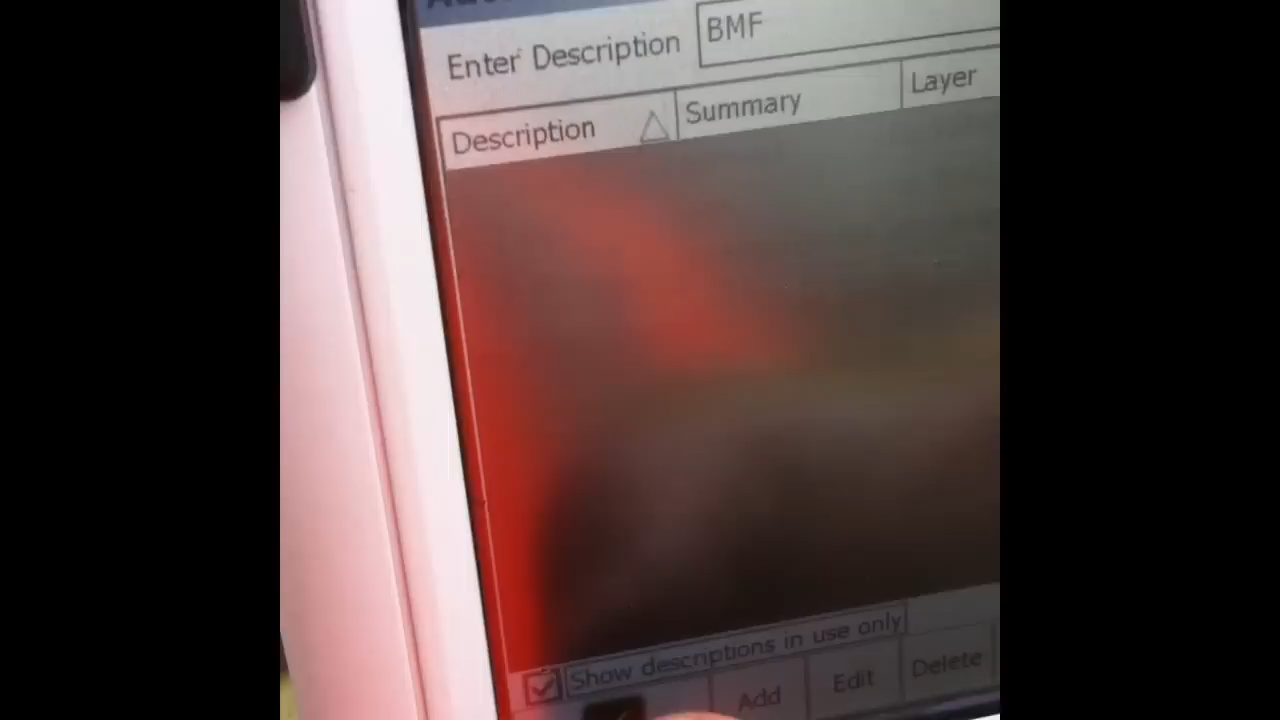 Enter Description BMF
Description Summary Layer
Show descriptions in use only
Add Edit Delete